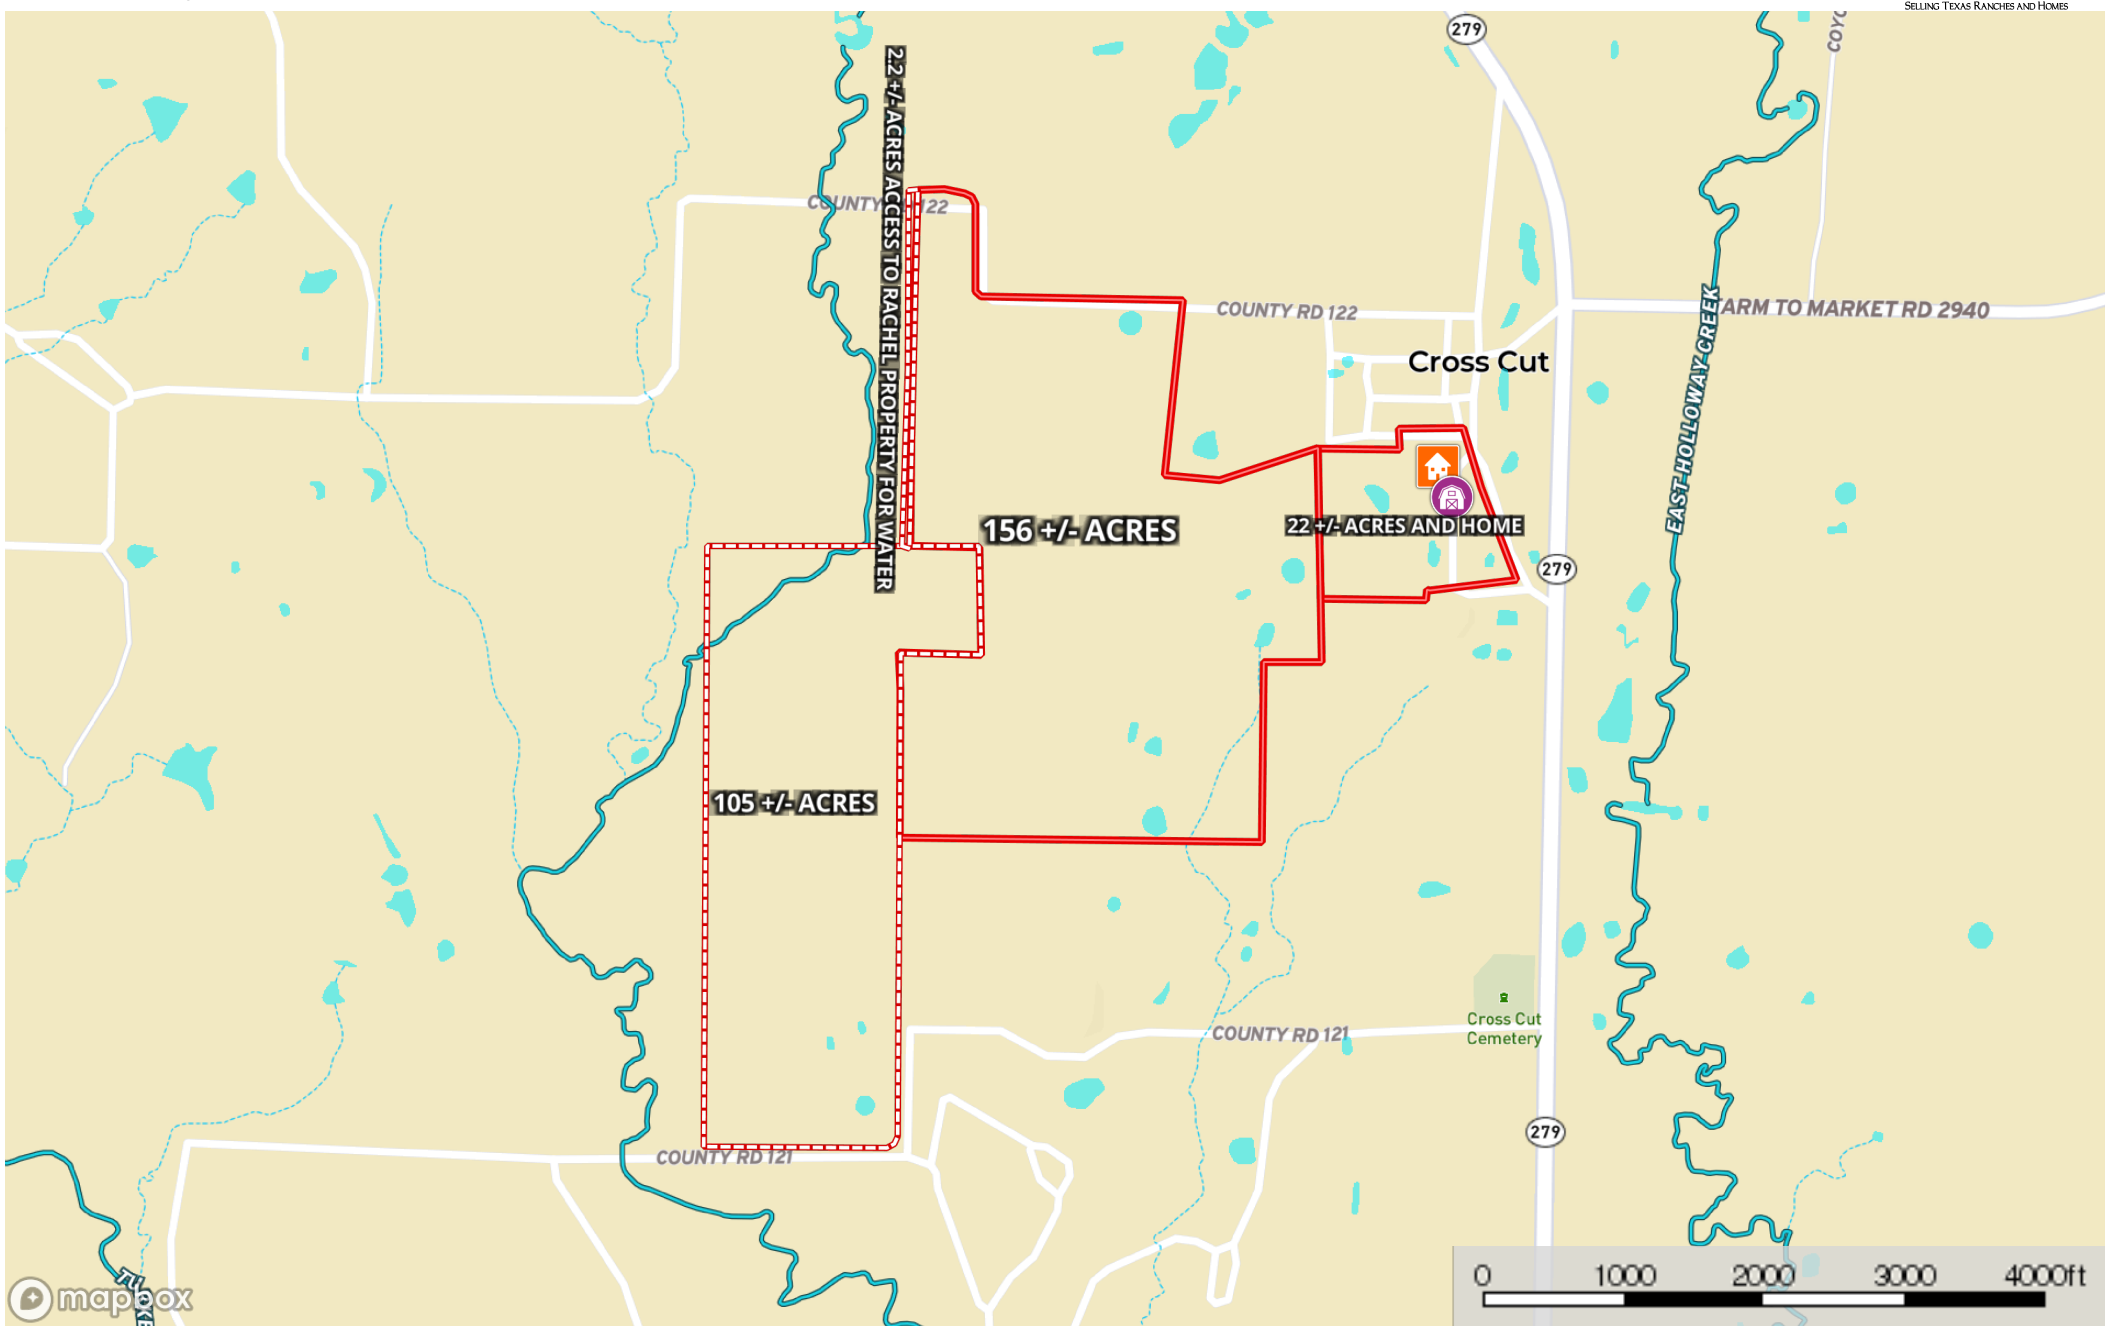 SELLING TEXAS RANCHES AND HOMES
279
2.2 +/- ACRES ACCESS TO RACHEL PROPERTY FOR WATER
COUNTY 122
COUNTY RD 122
ARM TO MARKET RD 2940
Cross Cut
EAST HOLLOWAY CREEK
156 +/- ACRES
22 +/- ACRES AND HOME
279
105 +/- ACRES
COUNTY RD 121
Cross Cut
Cemetery
279
COUNTY RD 121
0 1000 2000 3000 4000ft
mapbox